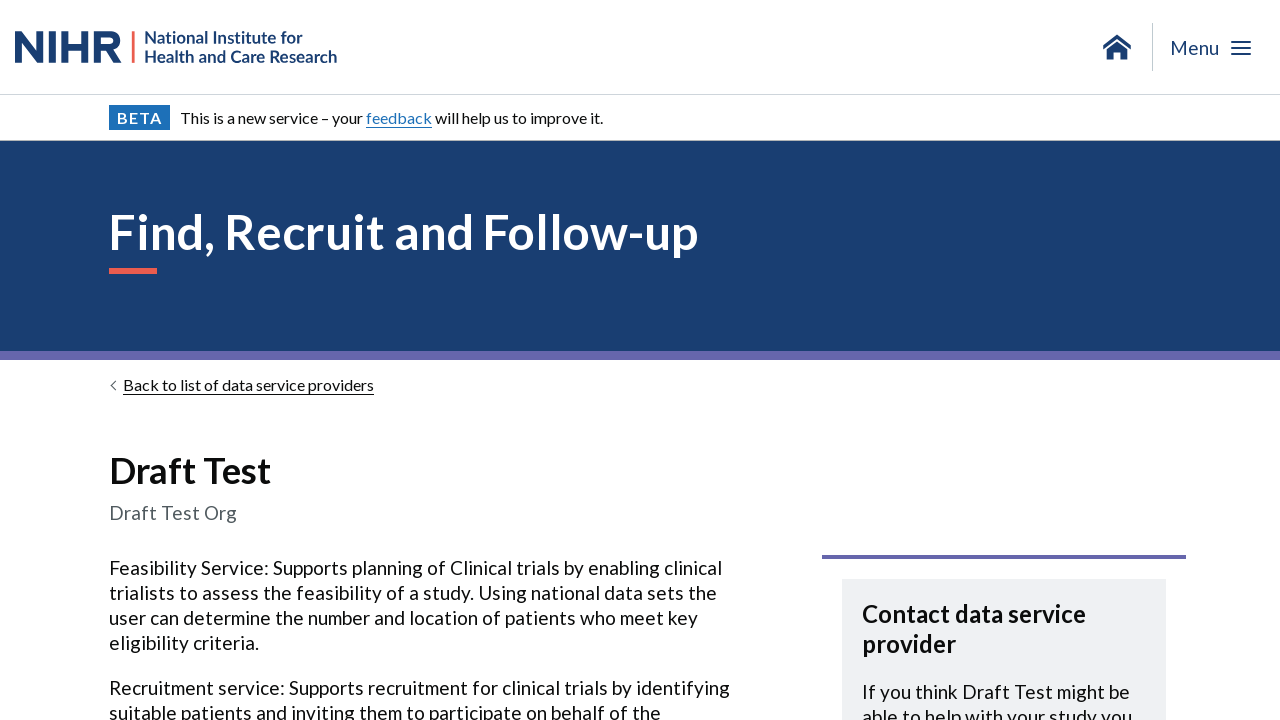 NIHR
National Institute for
Health and Care Research
Menu
BETA This is a new service – your feedback will help us to improve it.
Find, Recruit and Follow-up
Back to list of data service providers
Draft Test
Draft Test Org
Feasibility Service: Supports planning of Clinical trials by enabling clinical
trialists to assess the feasibility of a study. Using national data sets the
user can determine the number and location of patients who meet key
eligibility criteria.
Recruitment service: Supports recruitment for clinical trials by identifying
suitable patients and inviting them to participate on behalf of the
Contact data service
provider
If you think Draft Test might be
able to help with your study you